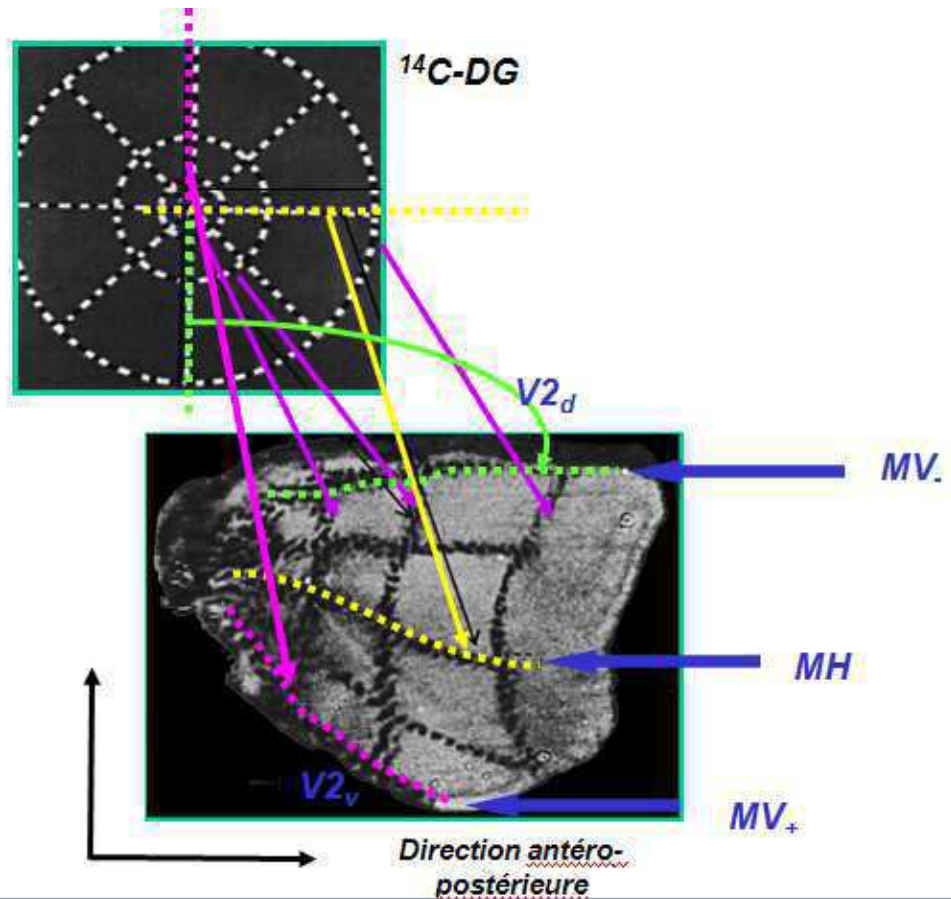 ¹⁴C-DG
V2d
MV-
MH
V2v
MV+
Direction antéro-
postérieure